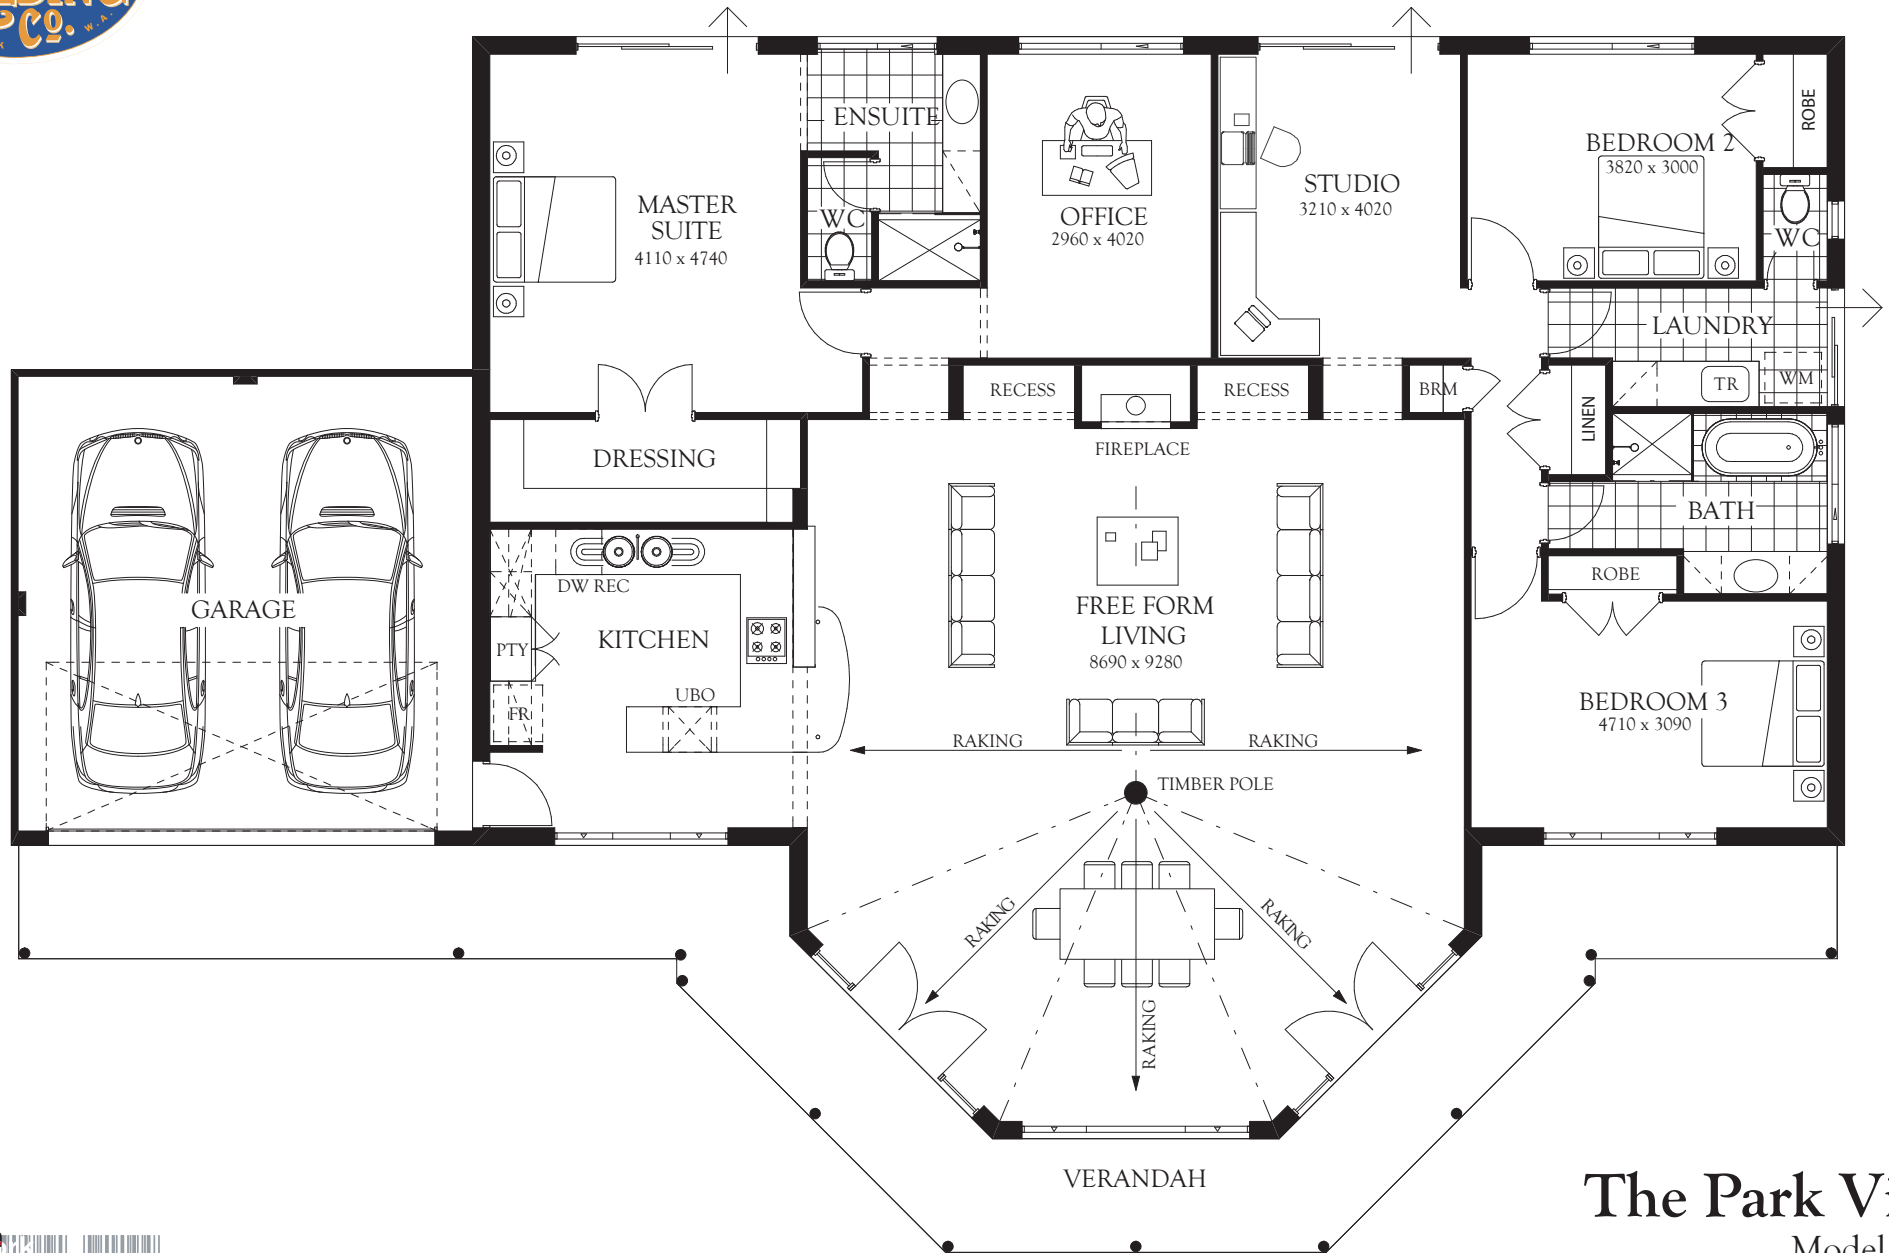 Co.
W.A.
ENSUITE
WC
MASTER
SUITE
4110 x 4740
OFFICE
2960 x 4020
STUDIO
3210 x 4020
BEDROOM 2
3820 x 3000
ROBE
WC
LAUNDRY
TR
WM
BRM
LINEN
RECESS
RECESS
FIREPLACE
DRESSING
BATH
ROBE
GARAGE
DW REC
KITCHEN
PTY
FR
UBO
FREE FORM
LIVING
8690 x 9280
BEDROOM 3
4710 x 3090
RAKING
RAKING
TIMBER POLE
RAKING
RAKING
RAKING
VERANDAH
The Park
Model